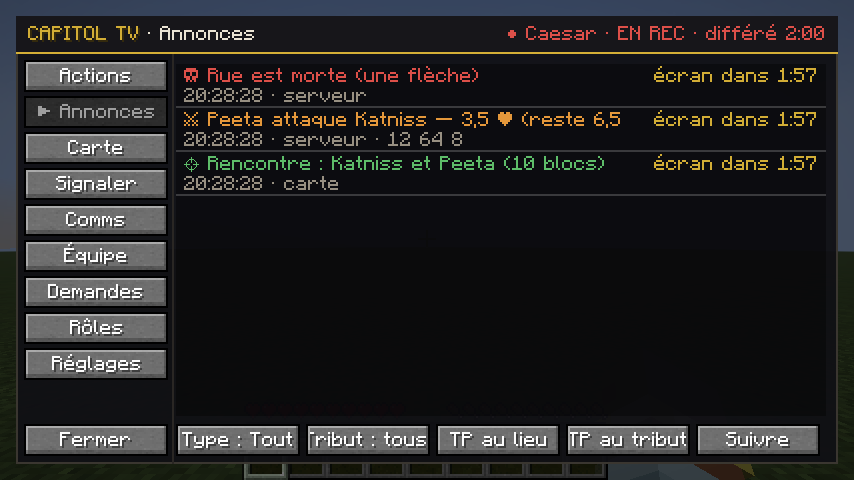 CAPITOL TV · Annonces
● Caesar · EN REC · différé 2:00
Actions
► Annonces
Carte
Signaler
Comms
Équipe
Demandes
Rôles
Réglages
Fermer
☠ Rue est morte (une flèche) écran dans 1:57
20:28:28 · serveur
⚔ Peeta attaque Katniss — 3,5 ♥ (reste 6,5 écran dans 1:57
20:28:28 · serveur · 12 64 8
⌖ Rencontre : Katniss et Peeta (10 blocs) écran dans 1:57
20:28:28 · carte
Type : Tout
ribut : tous
TP au lieu
TP au tribut
Suivre